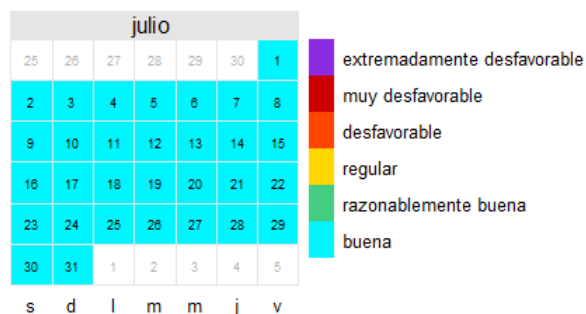 julio
25 26 27 28 29 30 1
2 3 4 5 6 7 8
9 10 11 12 13 14 15
16 17 18 19 20 21 22
23 24 25 26 27 28 29
30 31 1 2 3 4 5
s d l m m j v
extremadamente desfavorable
muy desfavorable
desfavorable
regular
razonablemente buena
buena